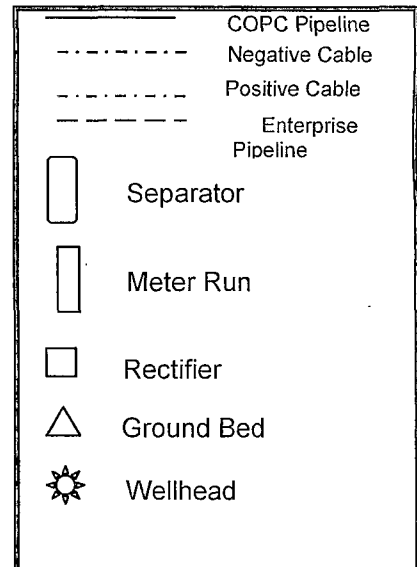 COPC Pipeline
Negative Cable
Positive Cable
Enterprise
Pipeline
Separator
Meter Run
Rectifier
Ground Bed
Wellhead